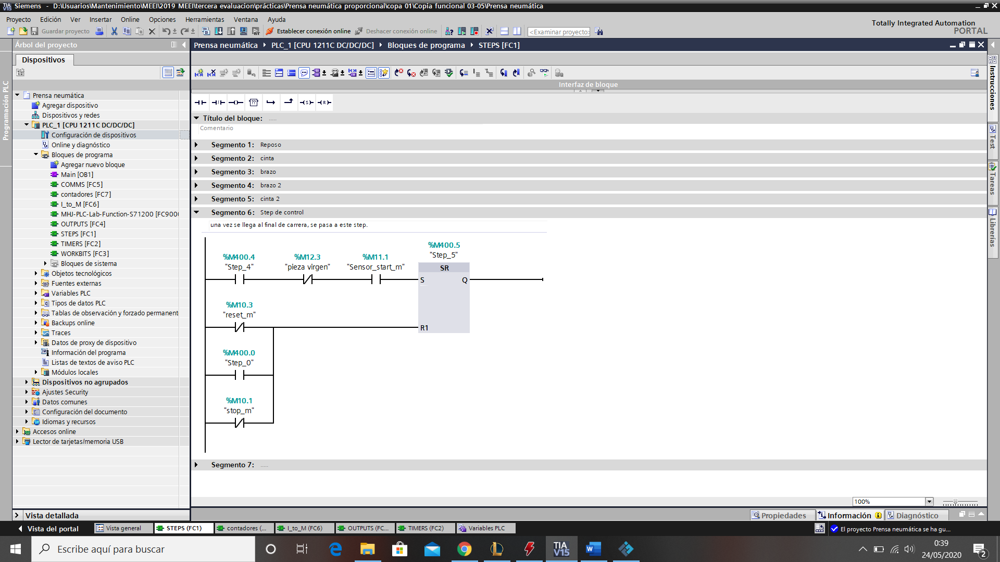 Siemens - D:\Usuarios\Mantenimiento\MEEI\2019 MEEI\tercera evaluacion\prácticas\Prensa neumática proporcional\copa 01\Copia funcional 03-05\Prensa neumática
Proyecto Edición Ver Insertar Online Opciones Herramientas Ventana Ayuda
Totally Integrated Automation
PORTAL
Guardar proyecto Establecer conexión online Deshacer conexión online <Examinar proyecto>
Árbol del proyecto
Prensa neumática PLC_1 [CPU 1211C DC/DC/DC] Bloques de programa STEPS [FC1]
Dispositivos
Programación PLC
Prensa neumática
Agregar dispositivo
Dispositivos y redes
PLC_1 [CPU 1211C DC/DC/DC]
Configuración de dispositivos
Online y diagnóstico
Bloques de programa
Agregar nuevo bloque
Main [OB1]
COMMS [FC5]
contadores [FC7]
I_to_M [FC6]
MHJ-PLC-Lab-Function-S71200 [FC900
OUTPUTS [FC4]
STEPS [FC1]
TIMERS [FC2]
WORKBITS [FC3]
Bloques de sistema
Objetos tecnológicos
Fuentes externas
Variables PLC
Tipos de datos PLC
Tablas de observación y forzado permanent
Backups online
Traces
Datos de proxy de dispositivo
Información del programa
Listas de textos de aviso PLC
Módulos locales
Dispositivos no agrupados
Ajustes Security
Datos comunes
Configuración del documento
Idiomas y recursos
Accesos online
Lector de tarjetas/memoria USB
Vista detallada
Interfaz de bloque
Título del bloque: .....
Comentario
Segmento 1: Reposo
Segmento 2: cinta
Segmento 3: brazo
Segmento 4: brazo 2
Segmento 5: cinta 2
Segmento 6: Step de control
una vez se llega al final de carrera, se pasa a este step.
%M400.5
"Step_5"
%M400.4 %M12.3 %M11.1
"Step_4" "pieza virgen" "Sensor_start_m"
SR
S Q
%M10.3
"reset_m"
R1
%M400.0
"Step_0"
%M10.1
"stop_m"
Segmento 7: .....
100%
Propiedades Información Diagnóstico
Instrucciones
Test
Tareas
Librerías
Vista del portal Vista general STEPS (FC1) contadores (... I_to_M (FC6) OUTPUTS (FC... TIMERS (FC2) Variables PLC El proyecto Prensa neumática se ha gu...
Escribe aquí para buscar
TIA
V15
0:39
24/05/2020
2